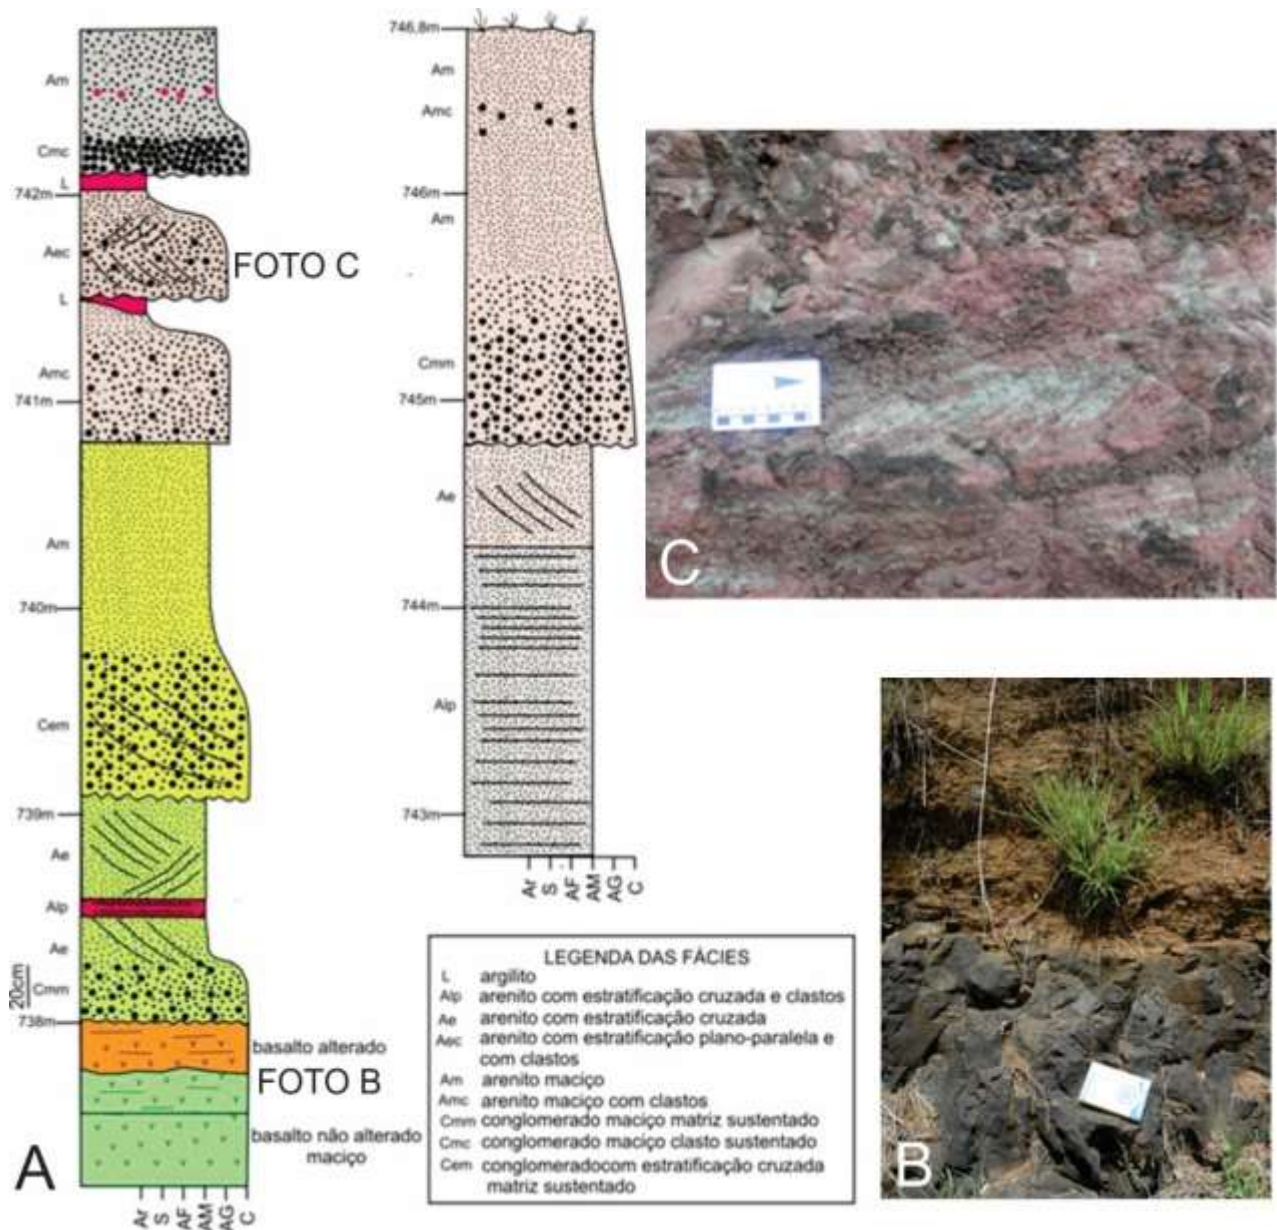 Am
Cmc
L
742m
Aec
FOTO C
L
Amc
741m
Am
740m
Cem
739m
Ae
Alp
Ae
20cm
Cmm
738m
basalto alterado
FOTO B
basalto não alterado
maciço
A
Ar S AF AM AG C
746,8m
Am
Amc
746m
Am
Cmm
745m
Ae
744m
Alp
743m
Ar S AF AM AG C
LEGENDA DAS FÁCIES
L argilito
Alp arenito com estratificação cruzada e clastos
Ae arenito com estratificação cruzada
Aec arenito com estratificação plano-paralela e
com clastos
Am arenito maciço
Amc arenito maciço com clastos
Cmm conglomerado maciço matriz sustentado
Cmc conglomerado maciço clasto sustentado
Cem conglomeradocom estratificação cruzada
matriz sustentado
C
B